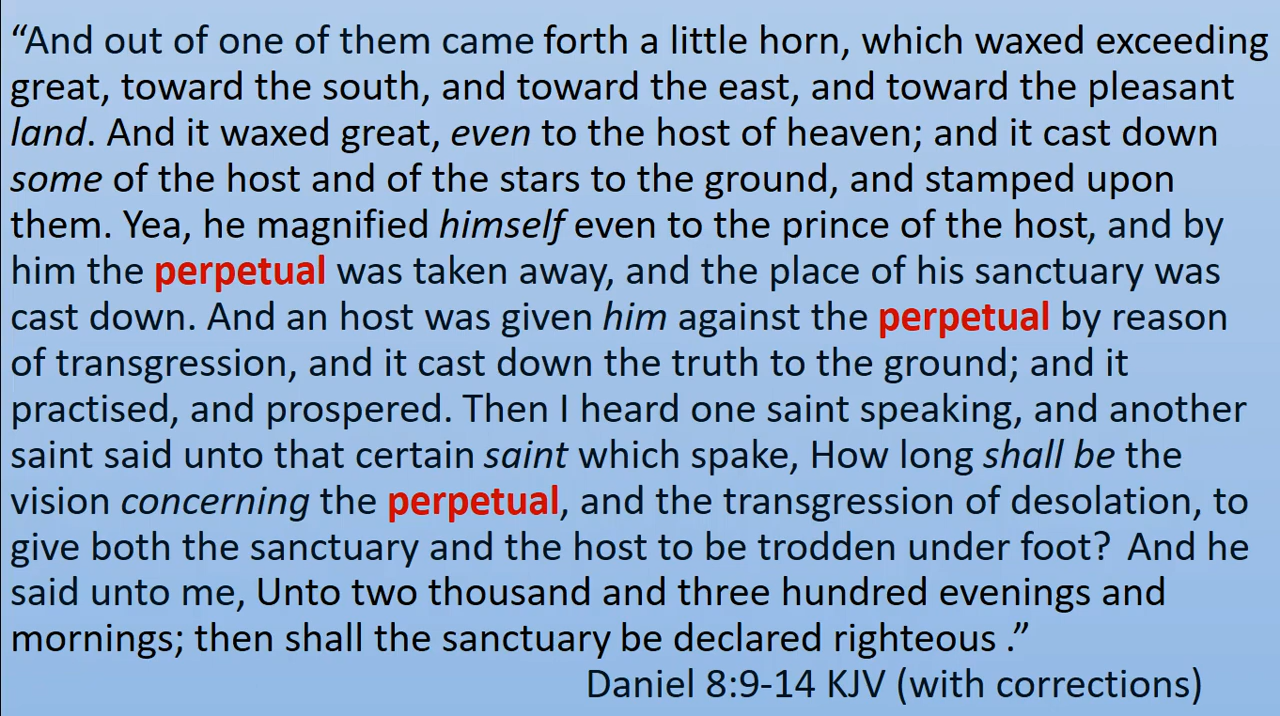 “And out of one of them came forth a little horn, which waxed exceeding
great, toward the south, and toward the east, and toward the pleasant
land. And it waxed great, even to the host of heaven; and it cast down
some of the host and of the stars to the ground, and stamped upon
them. Yea, he magnified himself even to the prince of the host, and by
him the perpetual was taken away, and the place of his sanctuary was
cast down. And an host was given him against the perpetual by reason
of transgression, and it cast down the truth to the ground; and it
practised, and prospered. Then I heard one saint speaking, and another
saint said unto that certain saint which spake, How long shall be the
vision concerning the perpetual, and the transgression of desolation, to
give both the sanctuary and the host to be trodden under foot? And he
said unto me, Unto two thousand and three hundred evenings and
mornings; then shall the sanctuary be declared righteous .”
Daniel 8:9-14 KJV (with corrections)